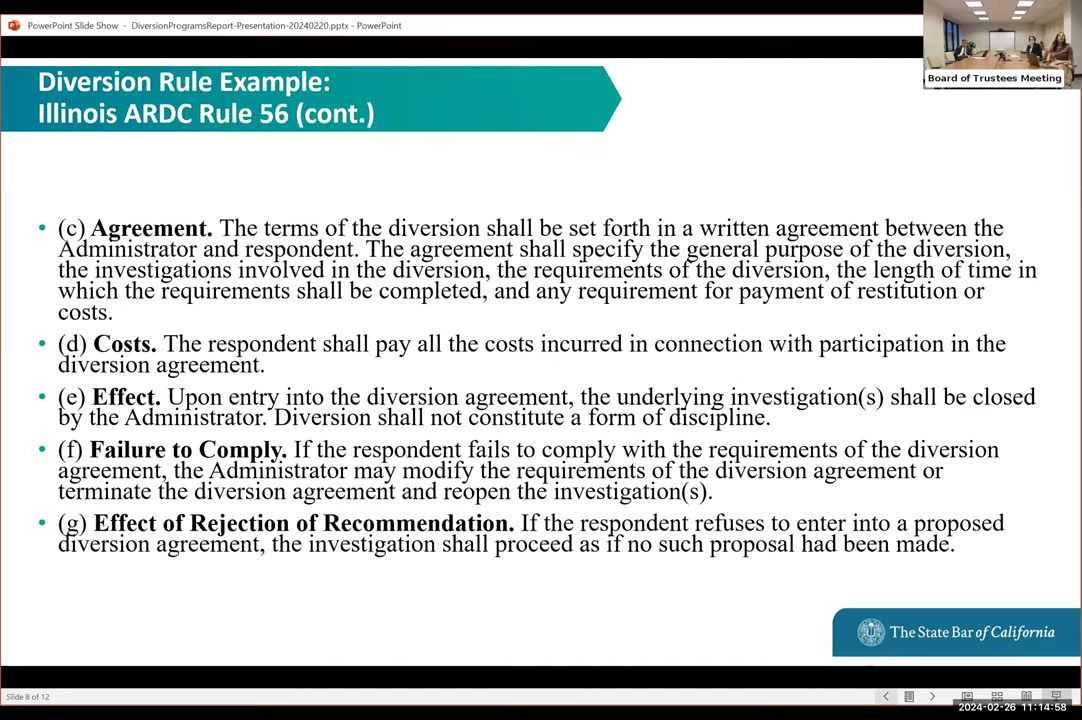 PowerPoint Slide Show - DiversionProgramsReport-Presentation-20240220.pptx - PowerPoint
Board of Trustees Meeting
Diversion Rule Example:
Illinois ARDC Rule 56 (cont.)
• (c) Agreement. The terms of the diversion shall be set forth in a written agreement between the
Administrator and respondent. The agreement shall specify the general purpose of the diversion,
the investigations involved in the diversion, the requirements of the diversion, the length of time in
which the requirements shall be completed, and any requirement for payment of restitution or
costs.
• (d) Costs. The respondent shall pay all the costs incurred in connection with participation in the
diversion agreement.
• (e) Effect. Upon entry into the diversion agreement, the underlying investigation(s) shall be closed
by the Administrator. Diversion shall not constitute a form of discipline.
• (f) Failure to Comply. If the respondent fails to comply with the requirements of the diversion
agreement, the Administrator may modify the requirements of the diversion agreement or
terminate the diversion agreement and reopen the investigation(s).
• (g) Effect of Rejection of Recommendation. If the respondent refuses to enter into a proposed
diversion agreement, the investigation shall proceed as if no such proposal had been made.
The State Bar of California
Slide 8 of 12
2024-02-26 11:14:58